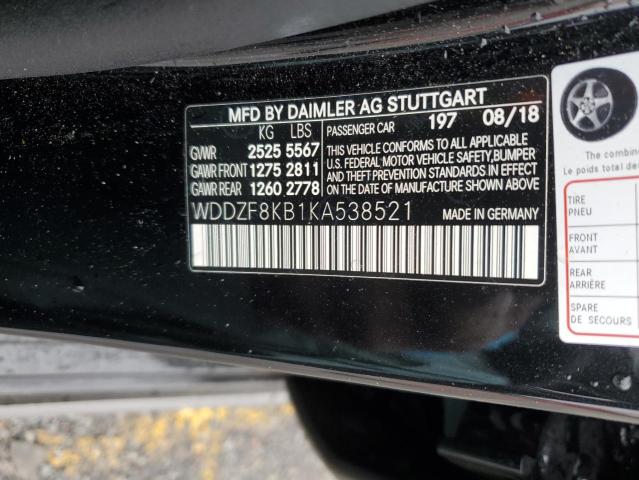 MFD BY DAIMLER AG STUTTGART
KG LBS PASSENGER CAR 197 08/18
GVWR 2525 5567
GAWR FRONT 1275 2811
GAWR REAR 1260 2778
THIS VEHICLE CONFORMS TO ALL APPLICABLE
U.S. FEDERAL MOTOR VEHICLE SAFETY, BUMPER
AND THEFT PREVENTION STANDARDS
IN EFFECT ON THE DATE OF
MANUFACTURE SHOWN ABOVE.
WDDZF8KB1KA538521 MADE IN GERMANY
The combine
Le poids total des
TIRE
PNEU
FRONT
AVANT
REAR
ARRIÈRE
SPARE
DE SECOURS